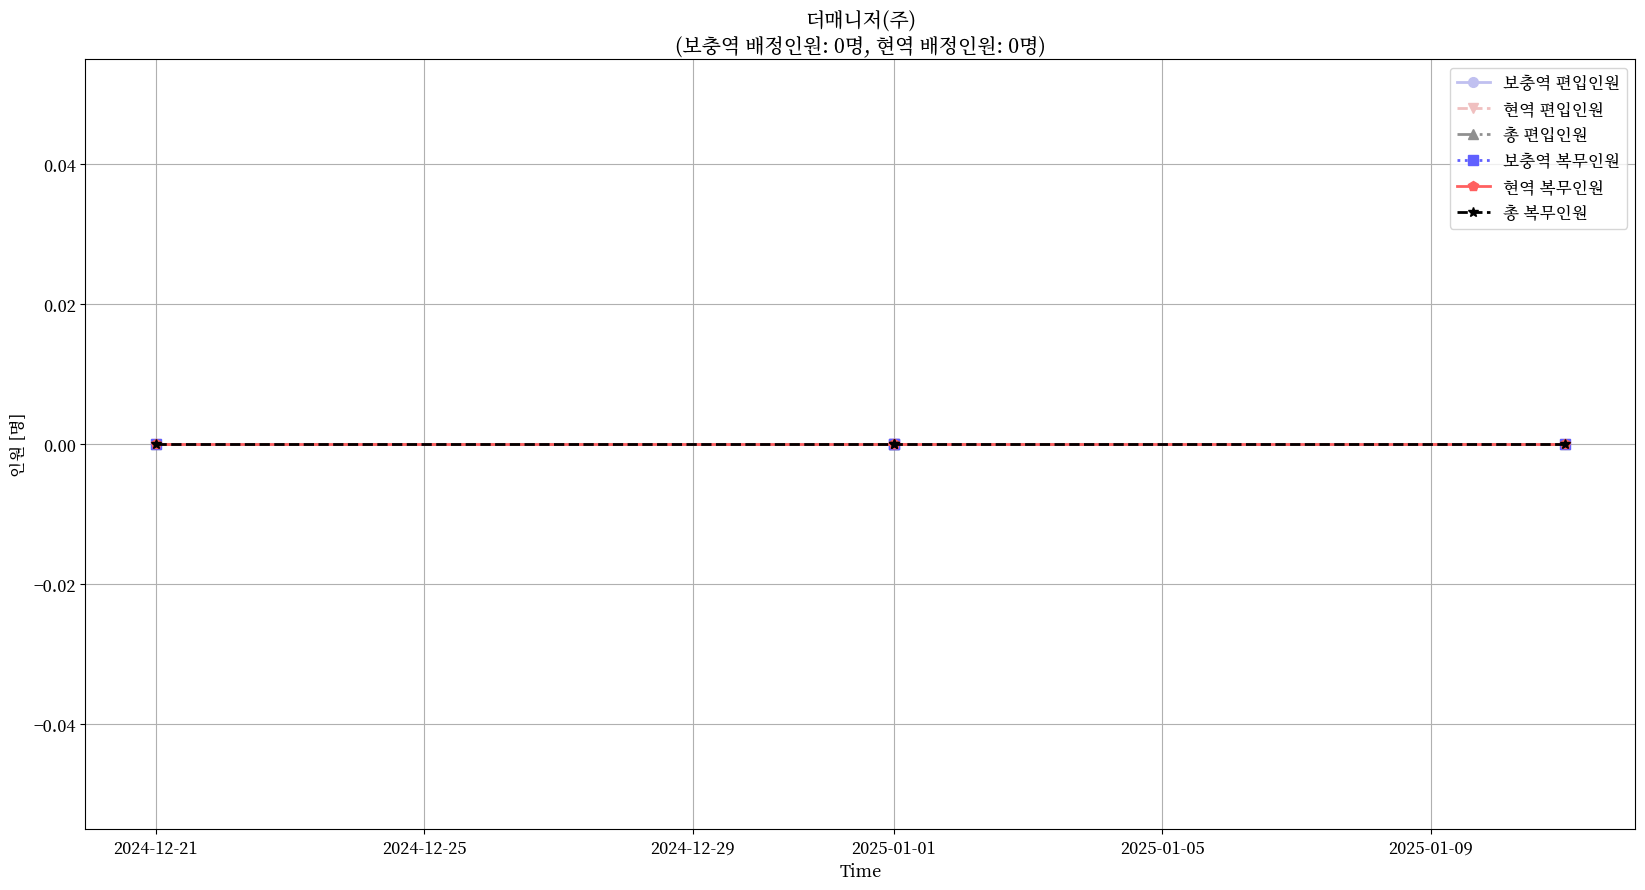 더매니저(주)
(보충역 배정인원: 0명, 현역 배정인원: 0명)
보충역 편입인원
현역 편입인원
총 편입인원
보충역 복무인원
현역 복무인원
총 복무인원
0.04
0.02
0.00
−0.02
−0.04
인원 [명]
2024-12-21
2024-12-25
2024-12-29
2025-01-01
2025-01-05
2025-01-09
Time